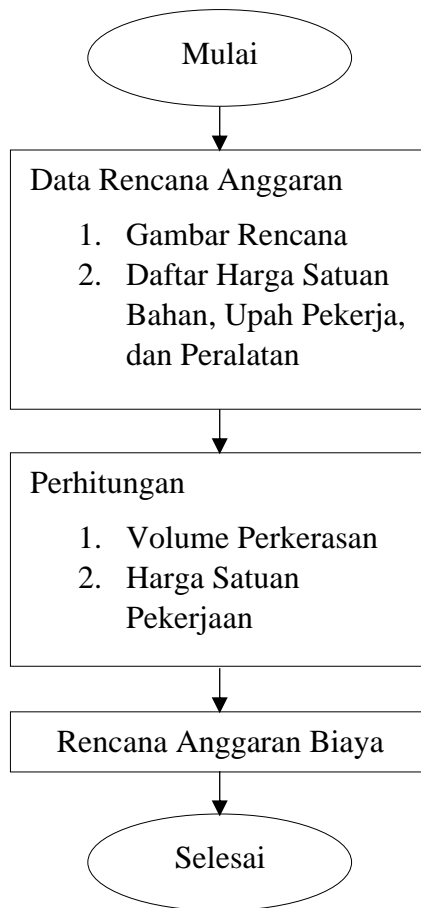 Mulai
Data Rencana Anggaran
1. Gambar Rencana
2. Daftar Harga Satuan
Bahan, Upah Pekerja,
dan Peralatan
Perhitungan
1. Volume Perkerasan
2. Harga Satuan
Pekerjaan
Rencana Anggaran Biaya
Selesai